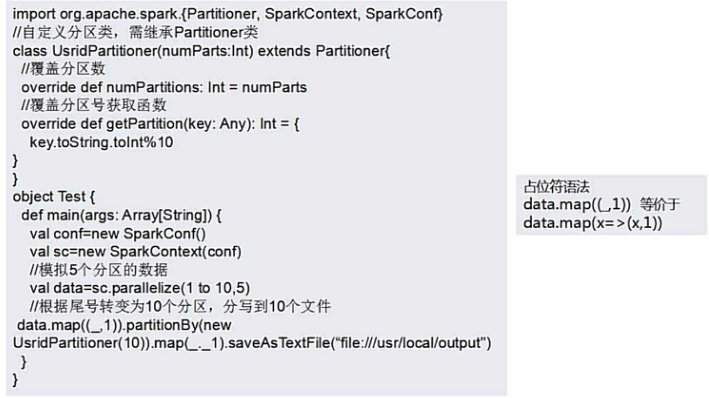 import org.apache.spark.{Partitioner, SparkContext, SparkConf}
//自定义分区类，需继承Partitioner类
class UsridPartitioner(numParts:Int) extends Partitioner{
//覆盖分区数
override def numPartitions: Int = numParts
//覆盖分区号获取函数
override def getPartition(key: Any): Int = {
key.toString.toInt%10
}
}
object Test {
def main(args: Array[String]) {
val conf=new SparkConf()
val sc=new SparkContext(conf)
//模拟5个分区的数据
val data=sc.parallelize(1 to 10,5)
//根据尾号转变为10个分区，分写到10个文件
data.map((_,1)).partitionBy(new
UsridPartitioner(10)).map(_._1).saveAsTextFile(“file:///usr/local/output”)
}
}
占位符语法
data.map((_,1)) 等价于
data.map(x=>(x,1))